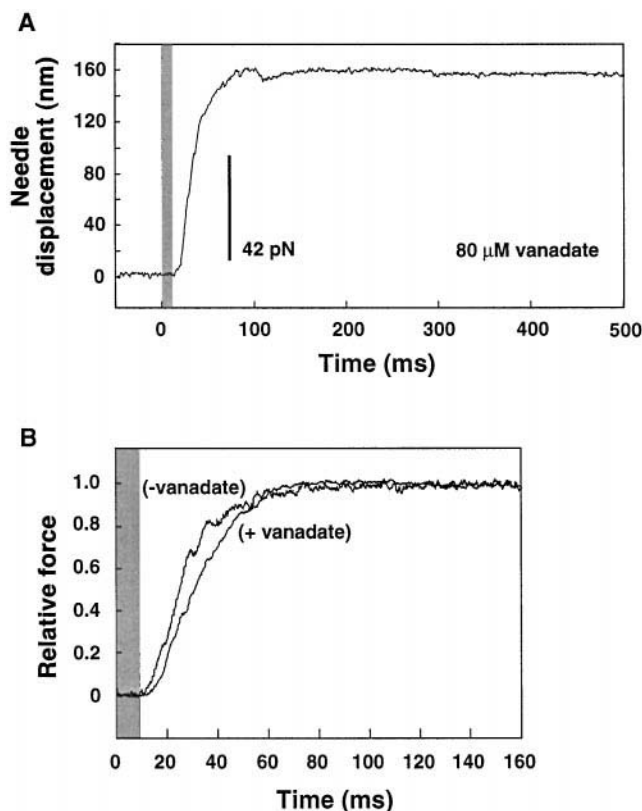 A
Needle
displacement (nm)
160
120
80
40
0
42 pN
80 μM vanadate
0
100
200
300
400
500
Time (ms)
B
Relative force
1.0
0.8
0.6
0.4
0.2
0
(-vanadate)
(+ vanadate)
0
20
40
60
80
100
120
140
160
Time (ms)